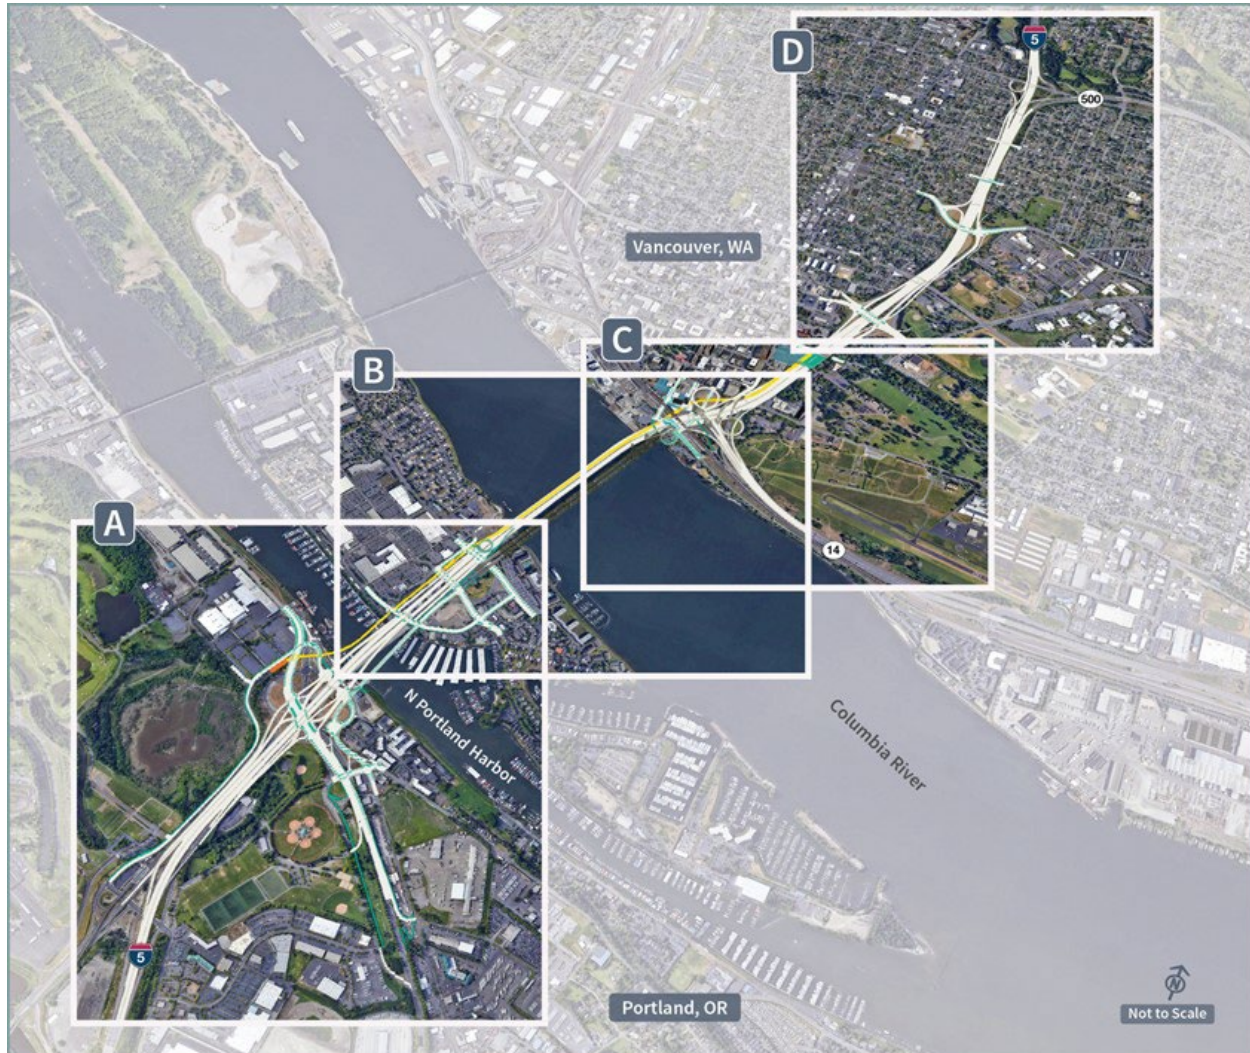 D
5
500
Vancouver, WA
C
B
A
14
N Portland Harbor
Columbia River
5
Portland, OR
N
Not to Scale